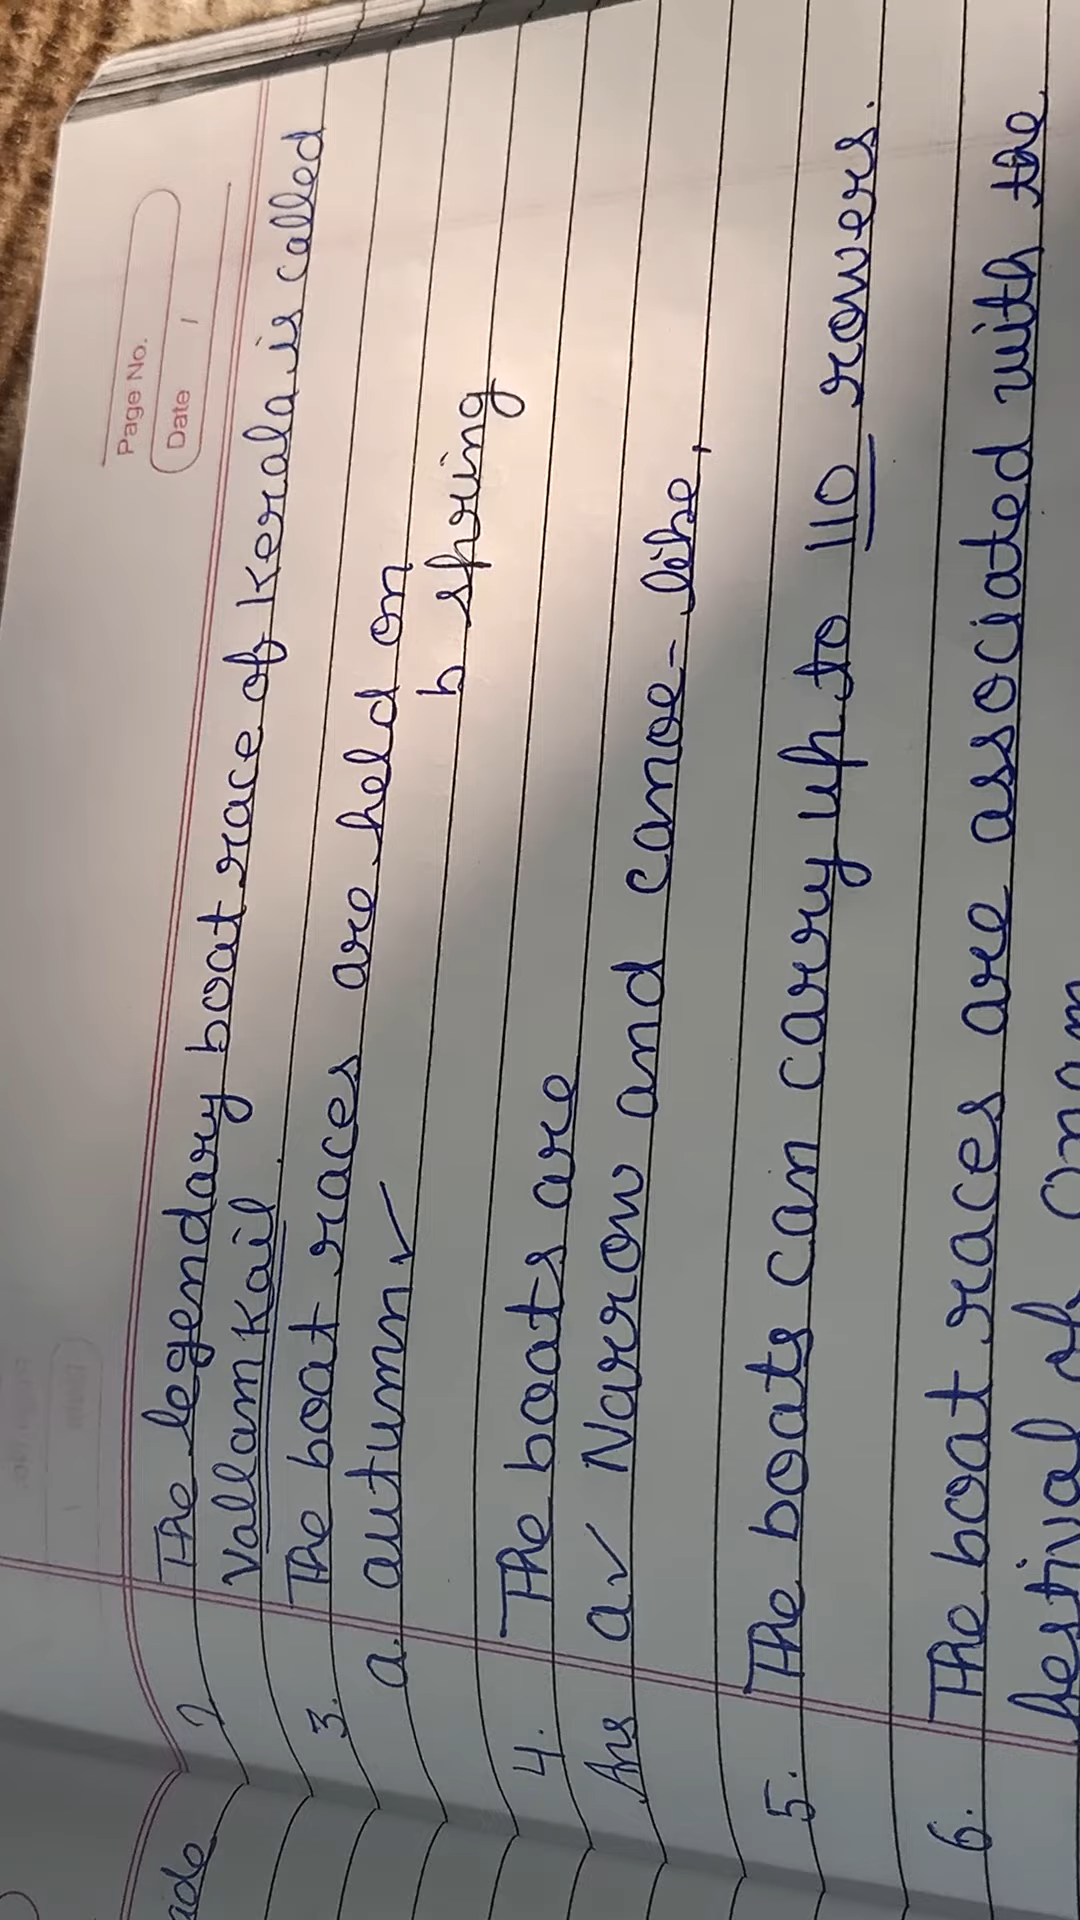 Page No.
Date /
2 The legendary boat race of Kerala is called
Vallam Kail.
3. The boat races are held on
a. autumn ✓ b spring
4. The boats are
Ans a ✓ Narrow and canoe-like,
5. The boats can carry up to 110 rowers.
6. The boat races are associated with the
festival of onam